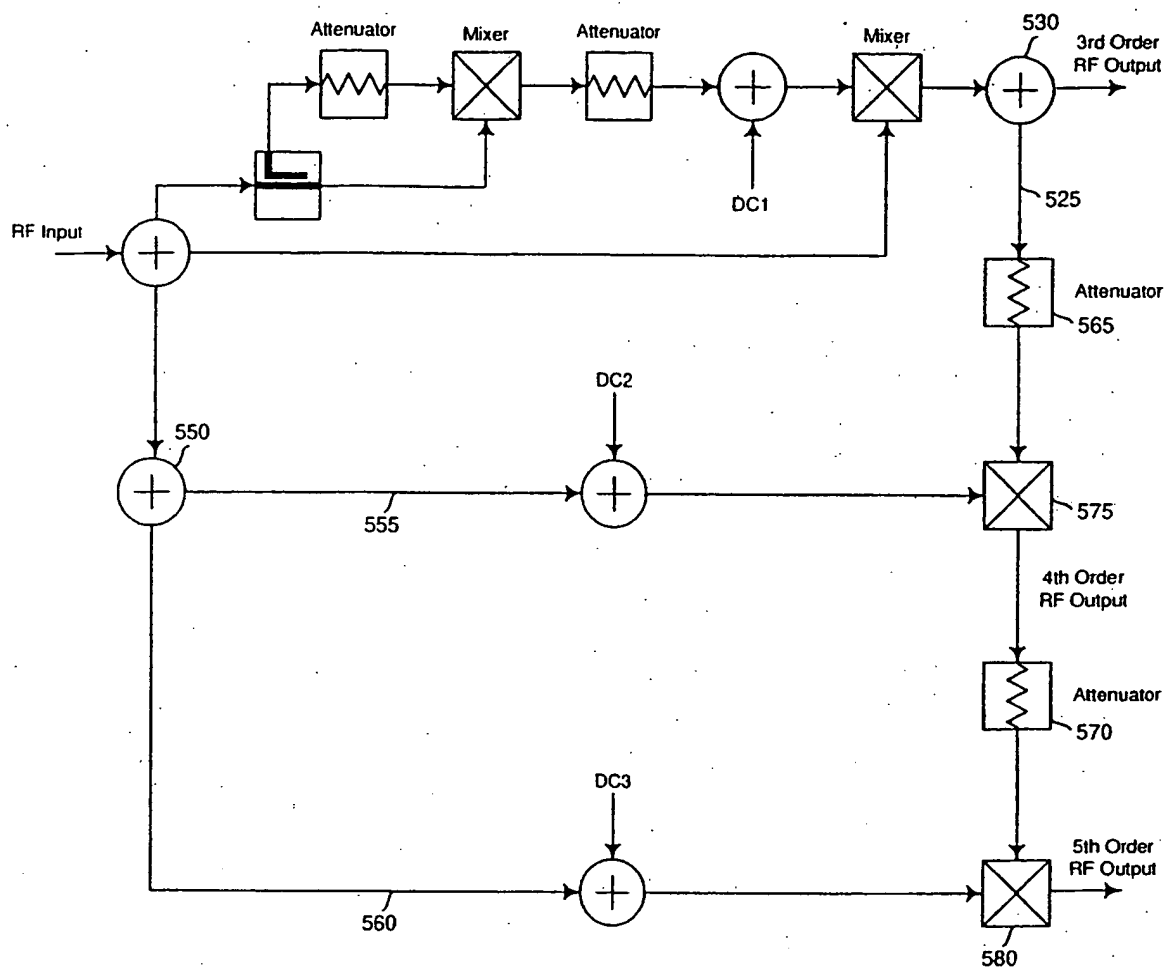 530
Attenuator
Mixer
Attenuator
Mixer
3rd Order
RF Output
DC1
525
RF Input
Attenuator
565
DC2
550
555
575
4th Order
RF Output
Attenuator
570
DC3
5th Order
RF Output
560
580